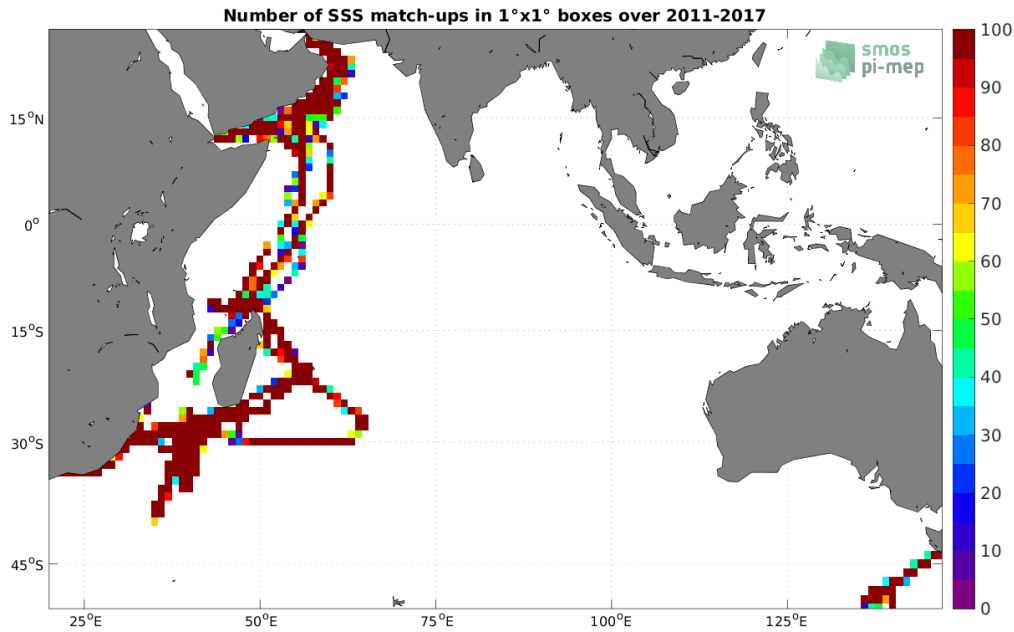 Number of SSS match-ups in 1°x1° boxes over 2011-2017
smos
pi-mep
15°N
0°
15°S
30°S
45°S
25°E
50°E
75°E
100°E
125°E
100
90
80
70
60
50
40
30
20
10
0